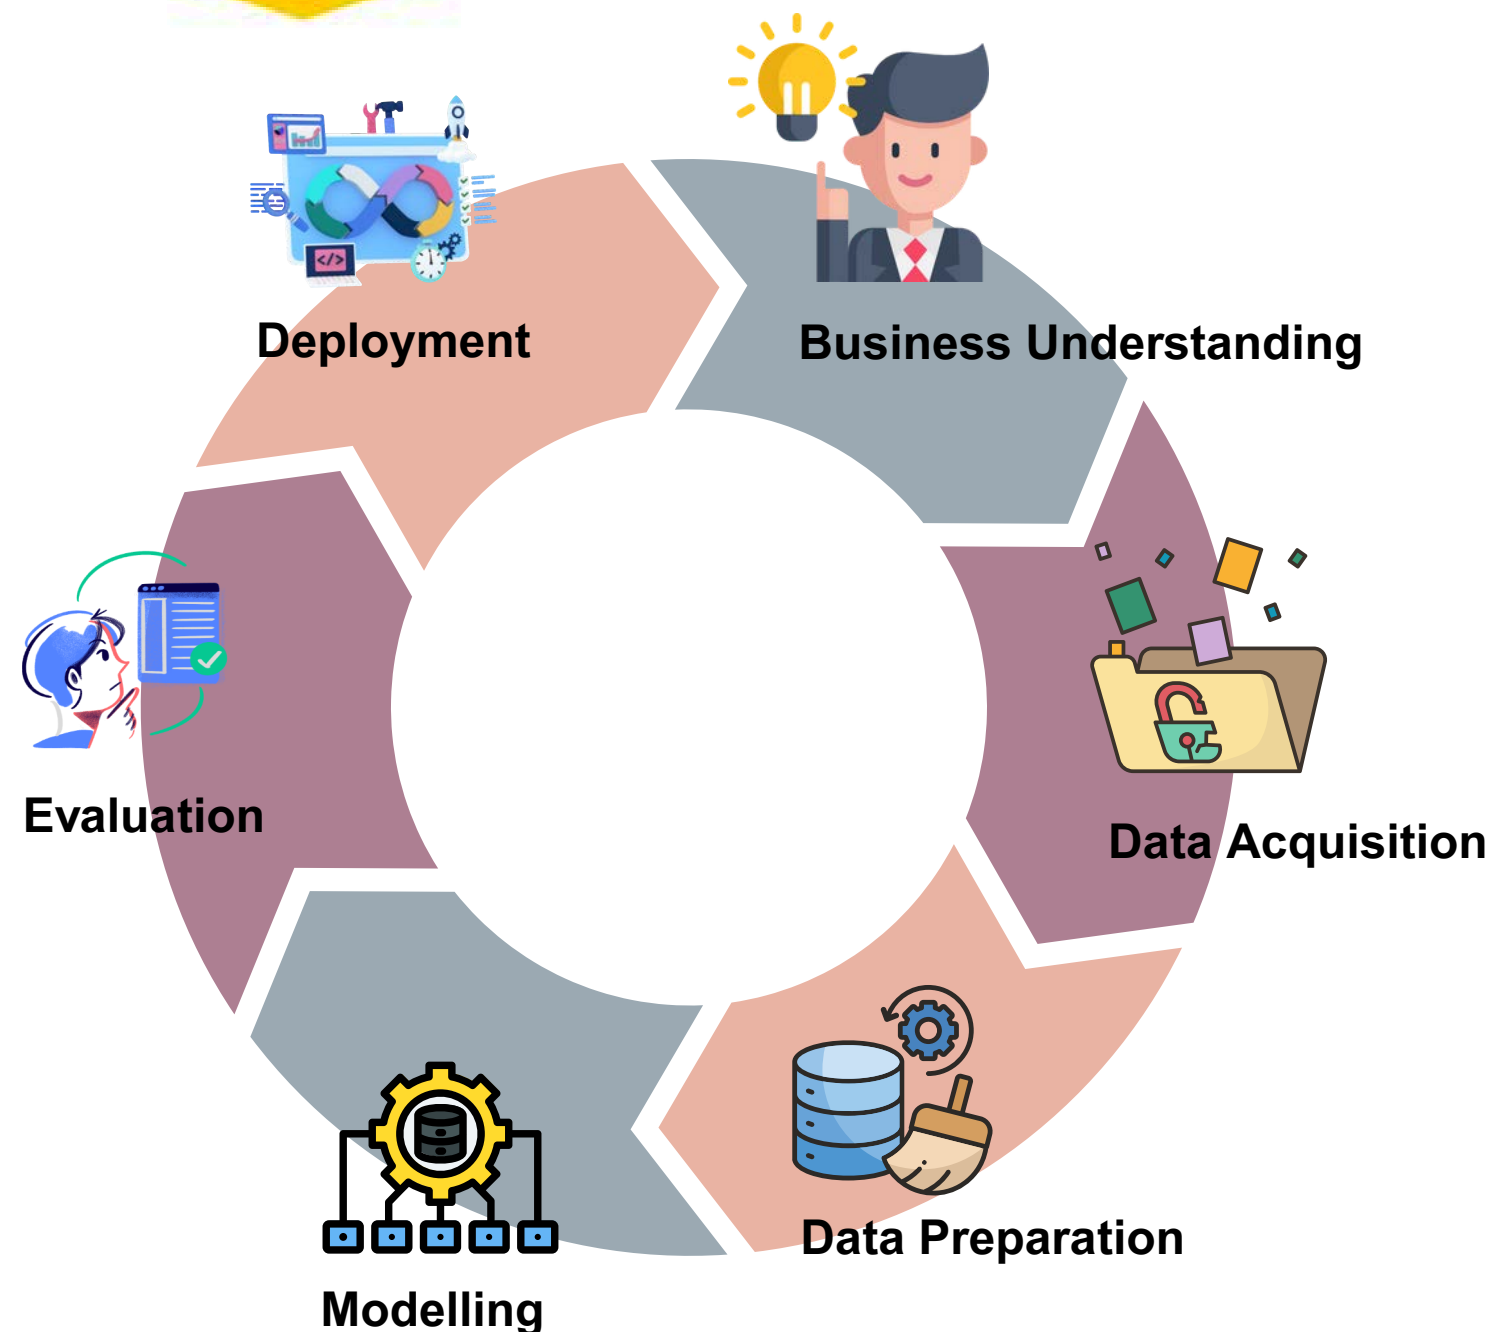 Business Understanding
Data Acquisition
Data Preparation
Modelling
Evaluation
Deployment
</>